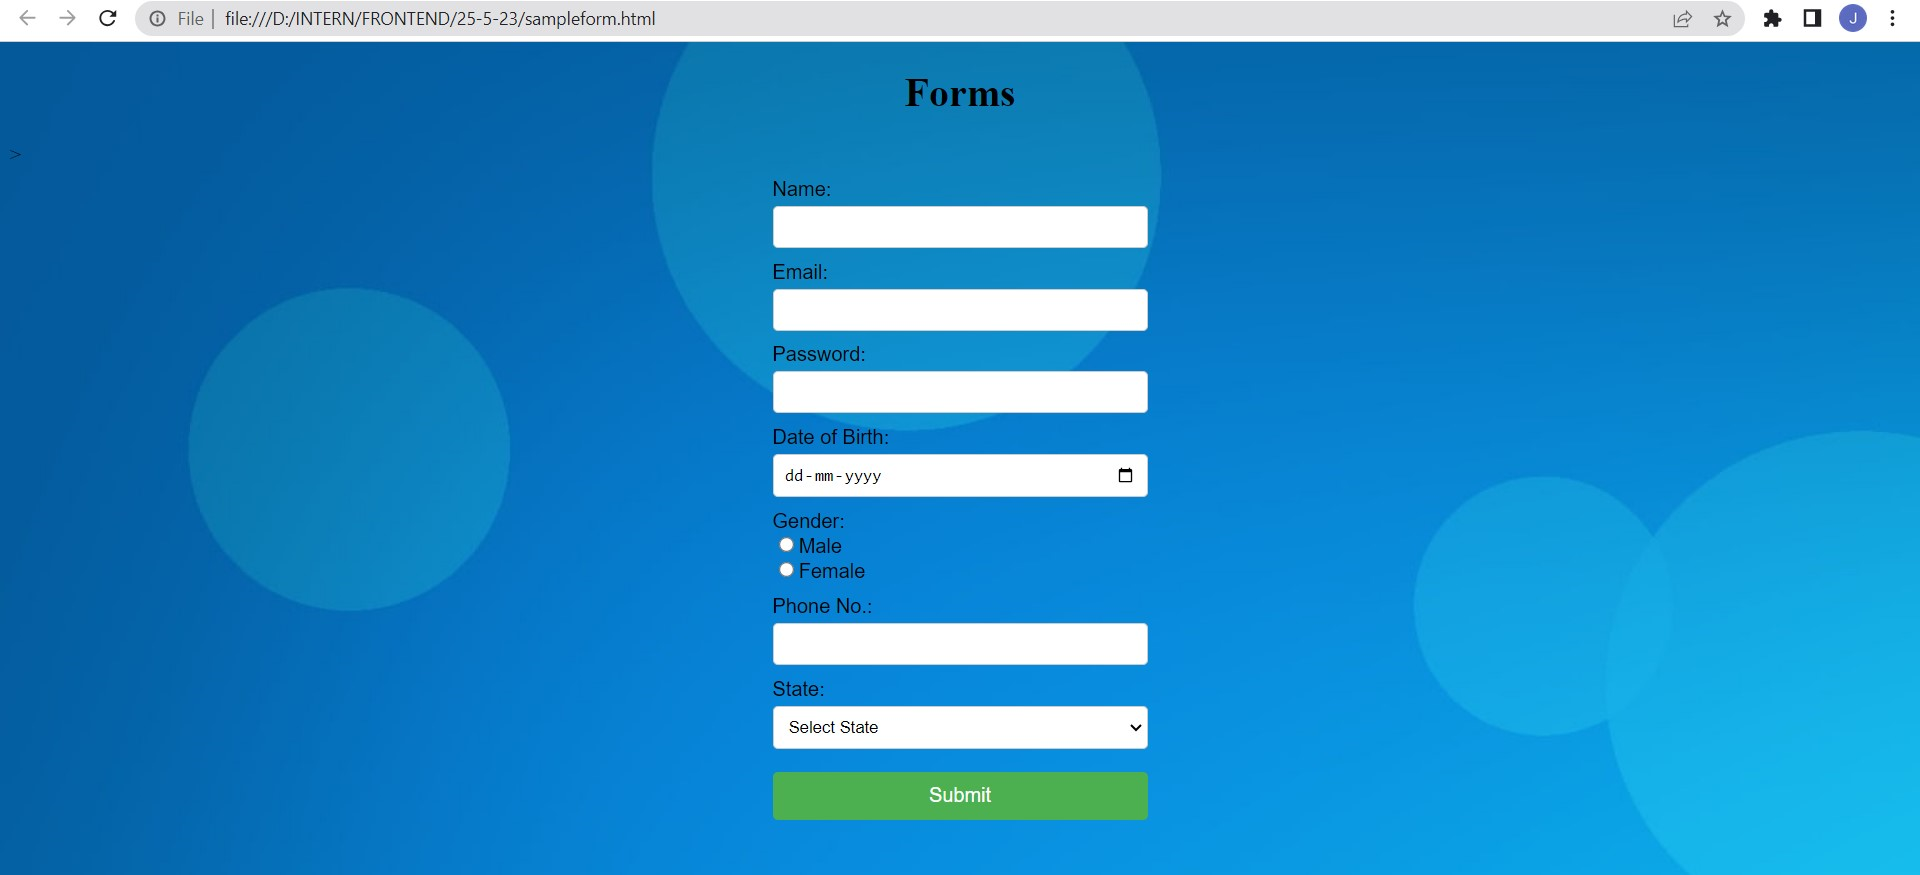 File | file:///D:/INTERN/FRONTEND/25-5-23/sampleform.html
J
Forms
>
Name:
Email:
Password:
Date of Birth:
dd-mm-yyyy
Gender:
Male
Female
Phone No.:
State:
Select State
Submit